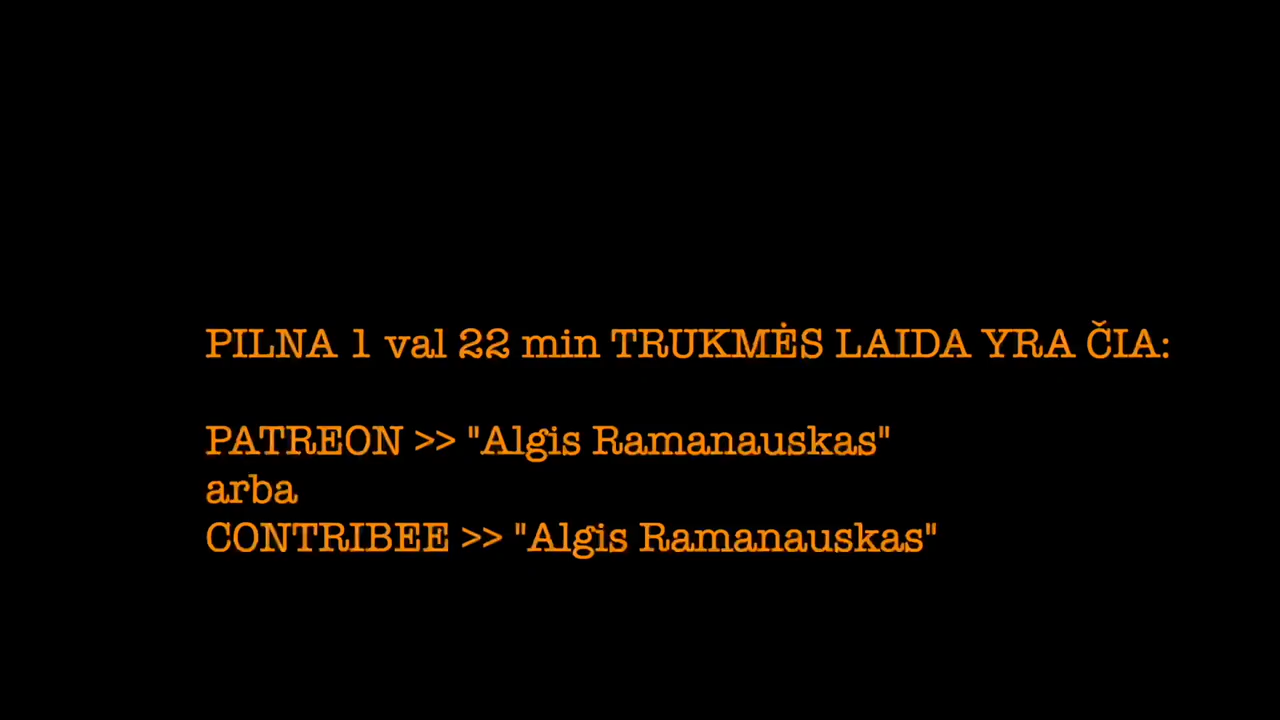 PILNA 1 val 22 min TRUKMĖS LAIDA YRA ČIA:
PATREON >> "Algis Ramanauskas"
arba
CONTRIBEE >> "Algis Ramanauskas"